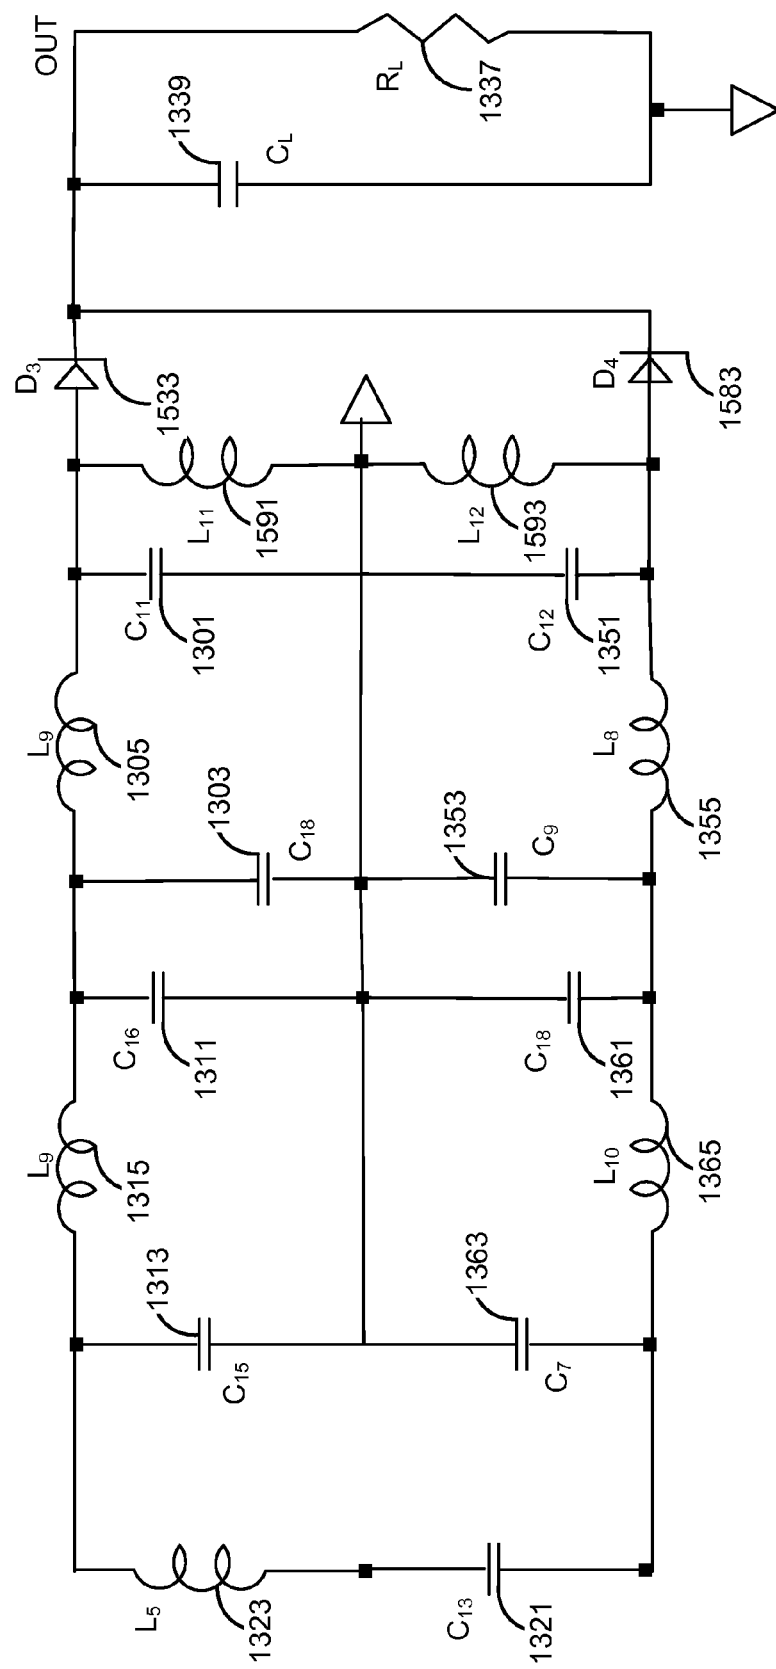 OUT
1339
C_L
R_L
1337
D₃
1533
D₄
1583
L₁₁
1591
L₁₂
1593
C₁₁
1301
C₁₂
1351
L₉
1305
L₈
1355
1303
C₁₈
1353
C₉
C₁₆
1311
C₁₈
1361
L₉
1315
L₁₀
1365
1313
C₁₅
1363
C₇
L₅
1323
C₁₃
1321